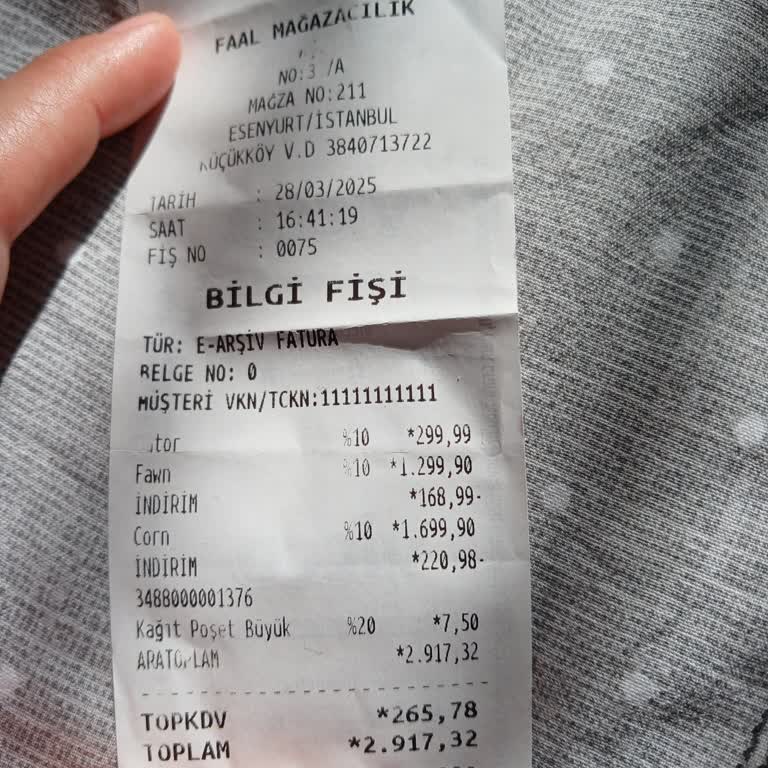 FAAL MAĞAZACILIK
NO:3 /A
MAĞZA NO:211
ESENYURT/İSTANBUL
KÜÇÜKKÖY V.D 3840713722
TARİH : 28/03/2025
SAAT : 16:41:19
FİŞ NO : 0075
BİLGİ FİŞİ
TÜR: E-ARŞİV FATURA
BELGE NO: 0
MÜŞTERİ VKN/TCKN:11111111111
%10 *299,99
Fawn %10 *1.299,90
İNDİRİM *168,99-
Corn %10 *1.699,90
İNDİRİM *220,98-
3488000001376
Kağıt Poşet Büyük %20 *7,50
ARATOPLAM *2.917,32
TOPKDV *265,78
TOPLAM *2.917,32